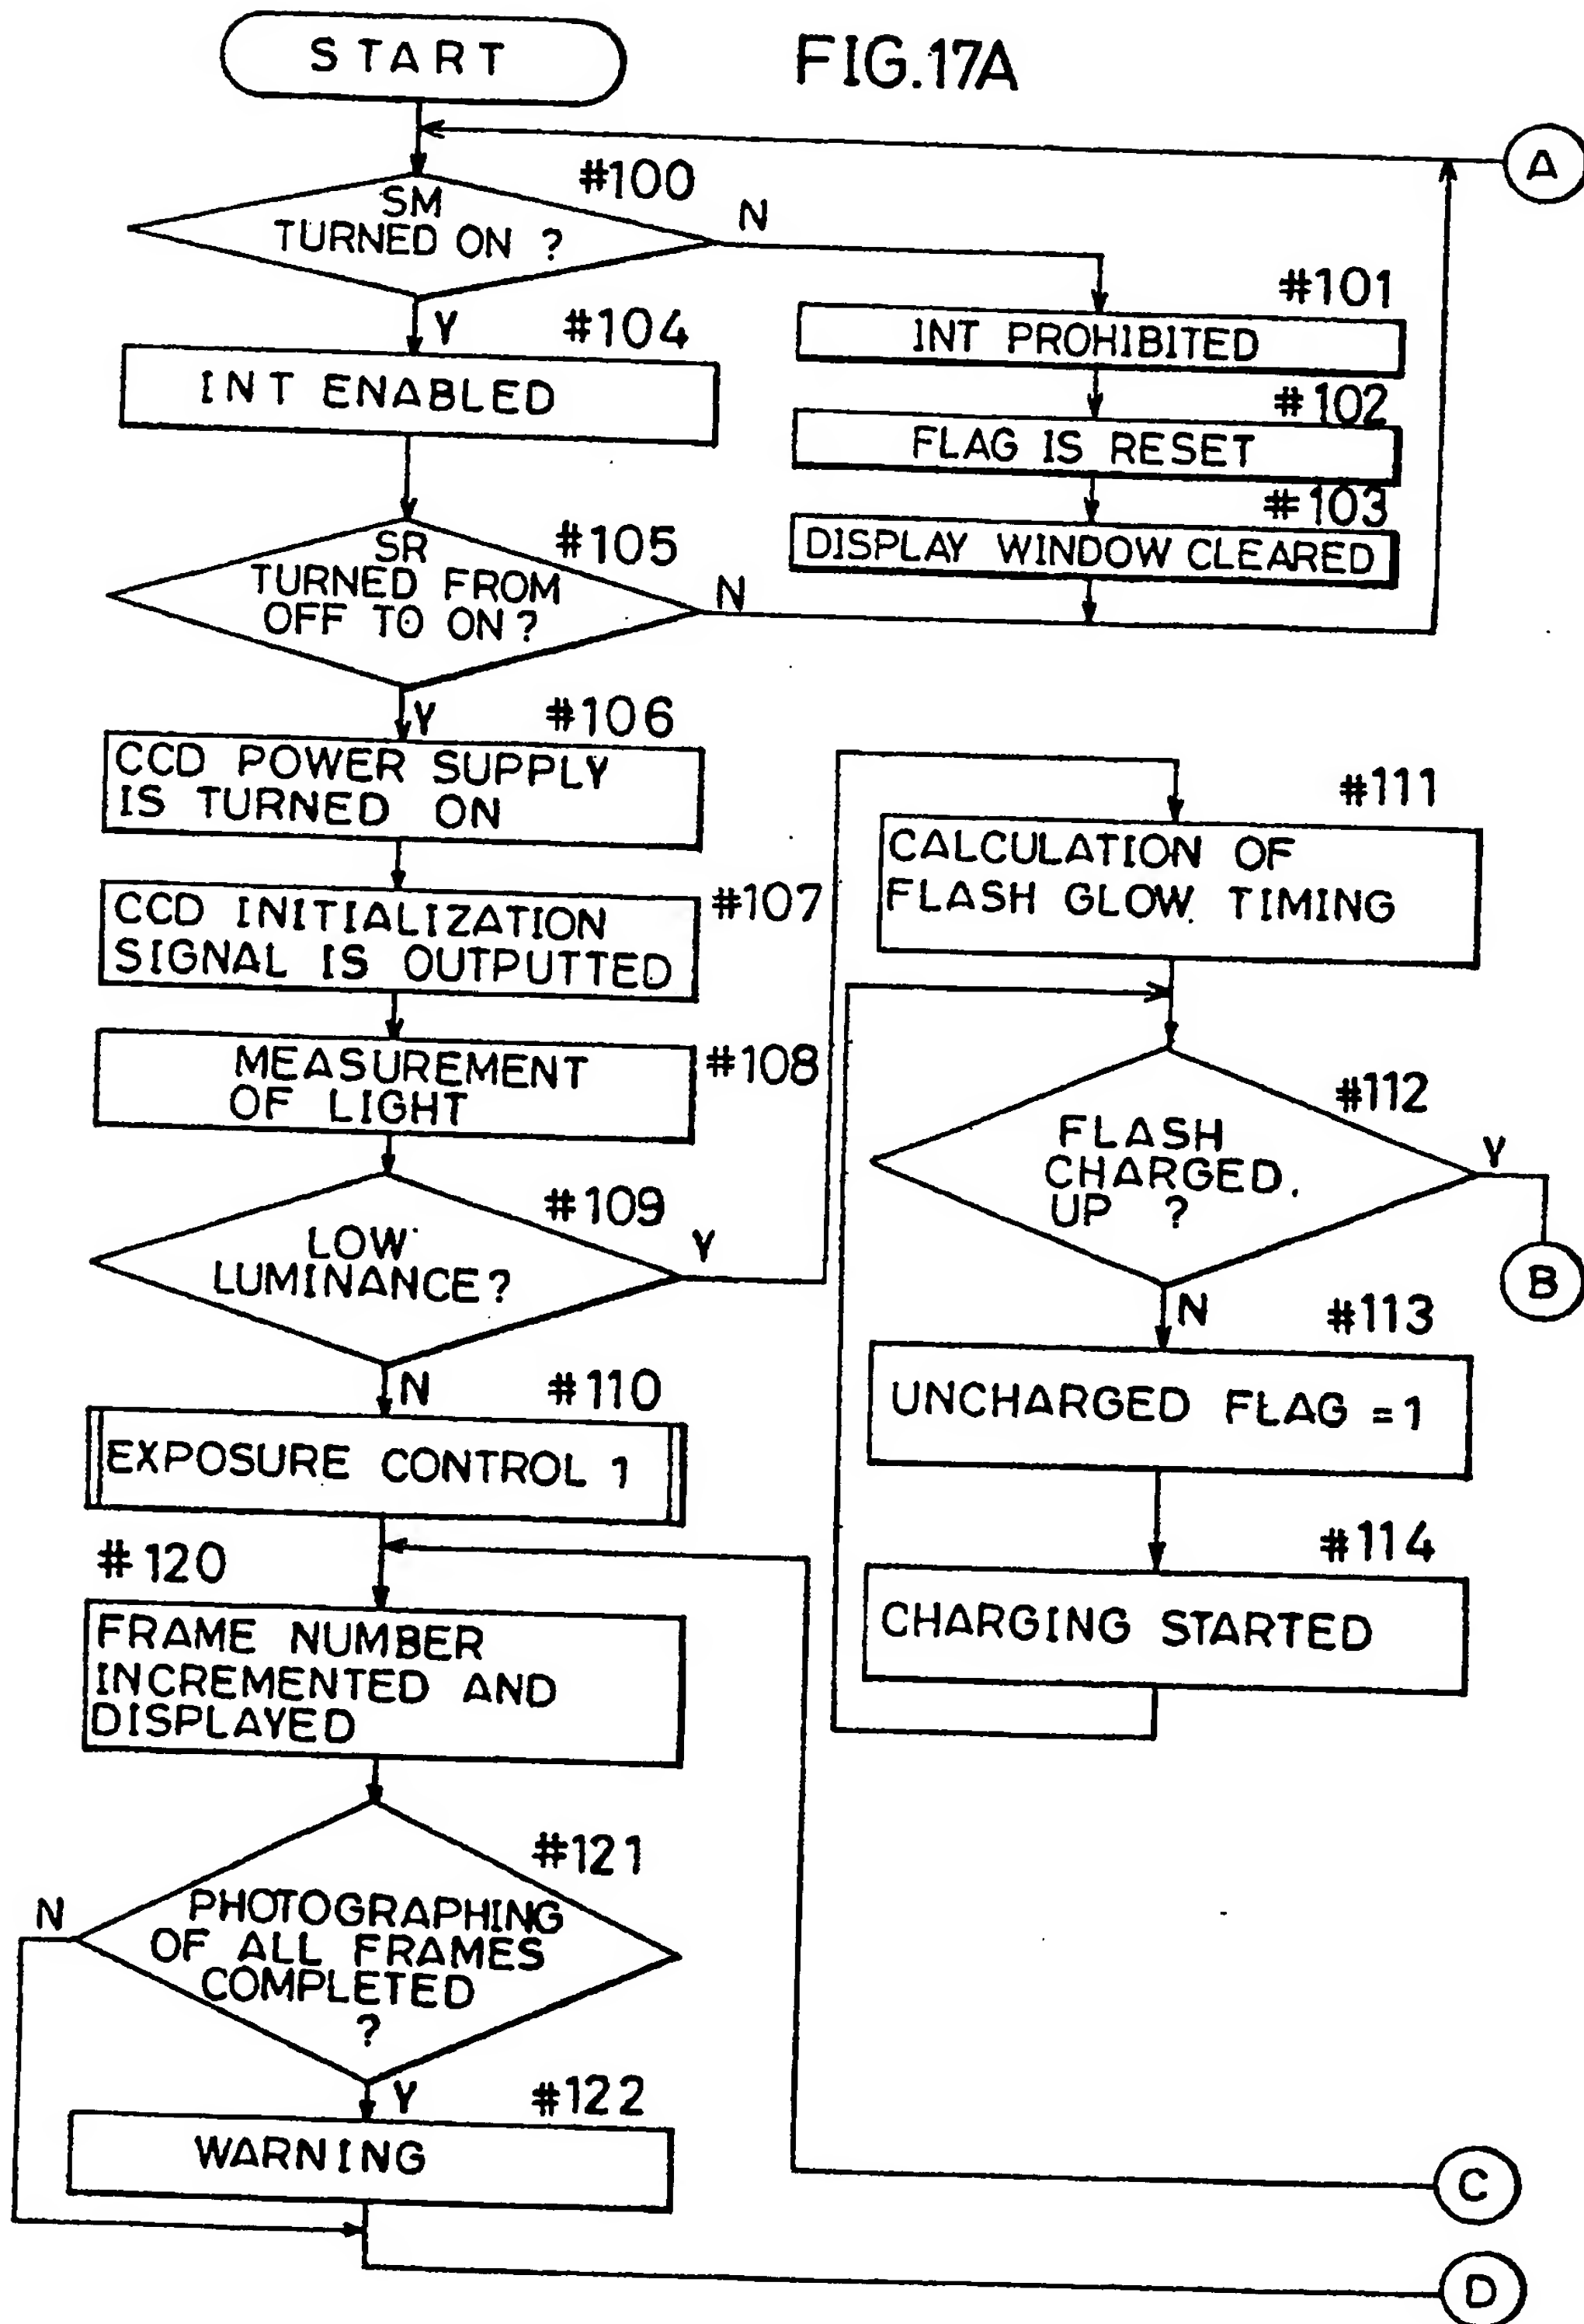 START
FIG.17A
A
#100
SM
TURNED ON ?
N
Y
#101
INT PROHIBITED
#104
INT ENABLED
#102
FLAG IS RESET
#103
DISPLAY WINDOW CLEARED
#105
SR
TURNED FROM
OFF TO ON ?
N
Y
#106
CCD POWER SUPPLY
IS TURNED ON
#107
CCD INITIALIZATION
SIGNAL IS OUTPUTTED
#108
MEASUREMENT
OF LIGHT
#109
LOW
LUMINANCE ?
Y
N
#110
EXPOSURE CONTROL 1
#111
CALCULATION OF
FLASH GLOW TIMING
#112
FLASH
CHARGED
UP ?
Y
B
N
#113
UNCHARGED FLAG = 1
#114
CHARGING STARTED
#120
FRAME NUMBER
INCREMENTED AND
DISPLAYED
#121
N
PHOTOGRAPHING
OF ALL FRAMES
COMPLETED
?
Y
#122
WARNING
C
D